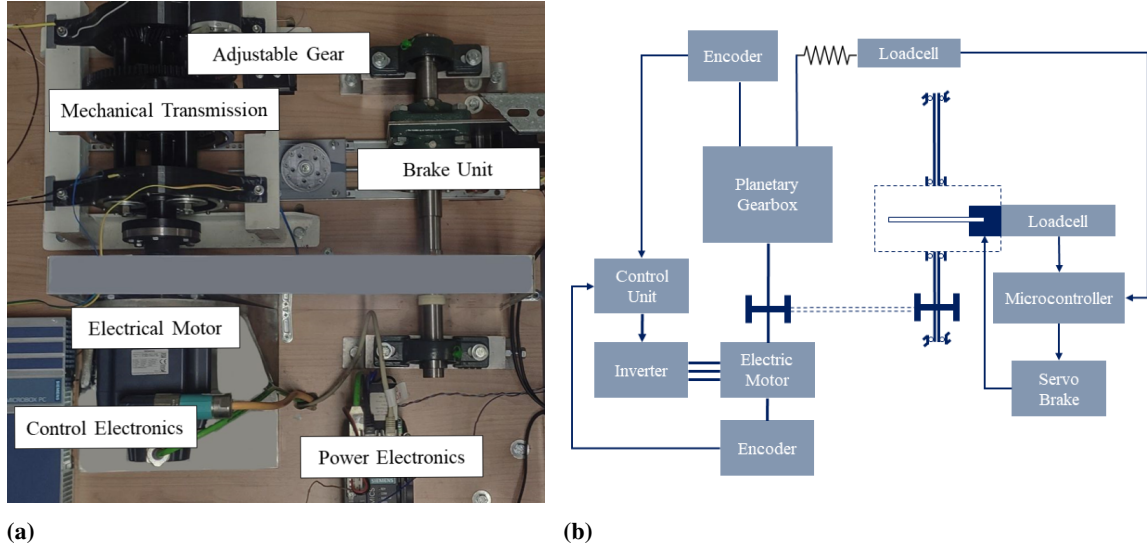 Adjustable Gear
Mechanical Transmission
Brake Unit
Electrical Motor
Control Electronics
Power Electronics
(a)
Encoder
Loadcell
Planetary
Gearbox
Loadcell
Control
Unit
Microcontroller
Inverter
Electric
Motor
Servo
Brake
Encoder
(b)